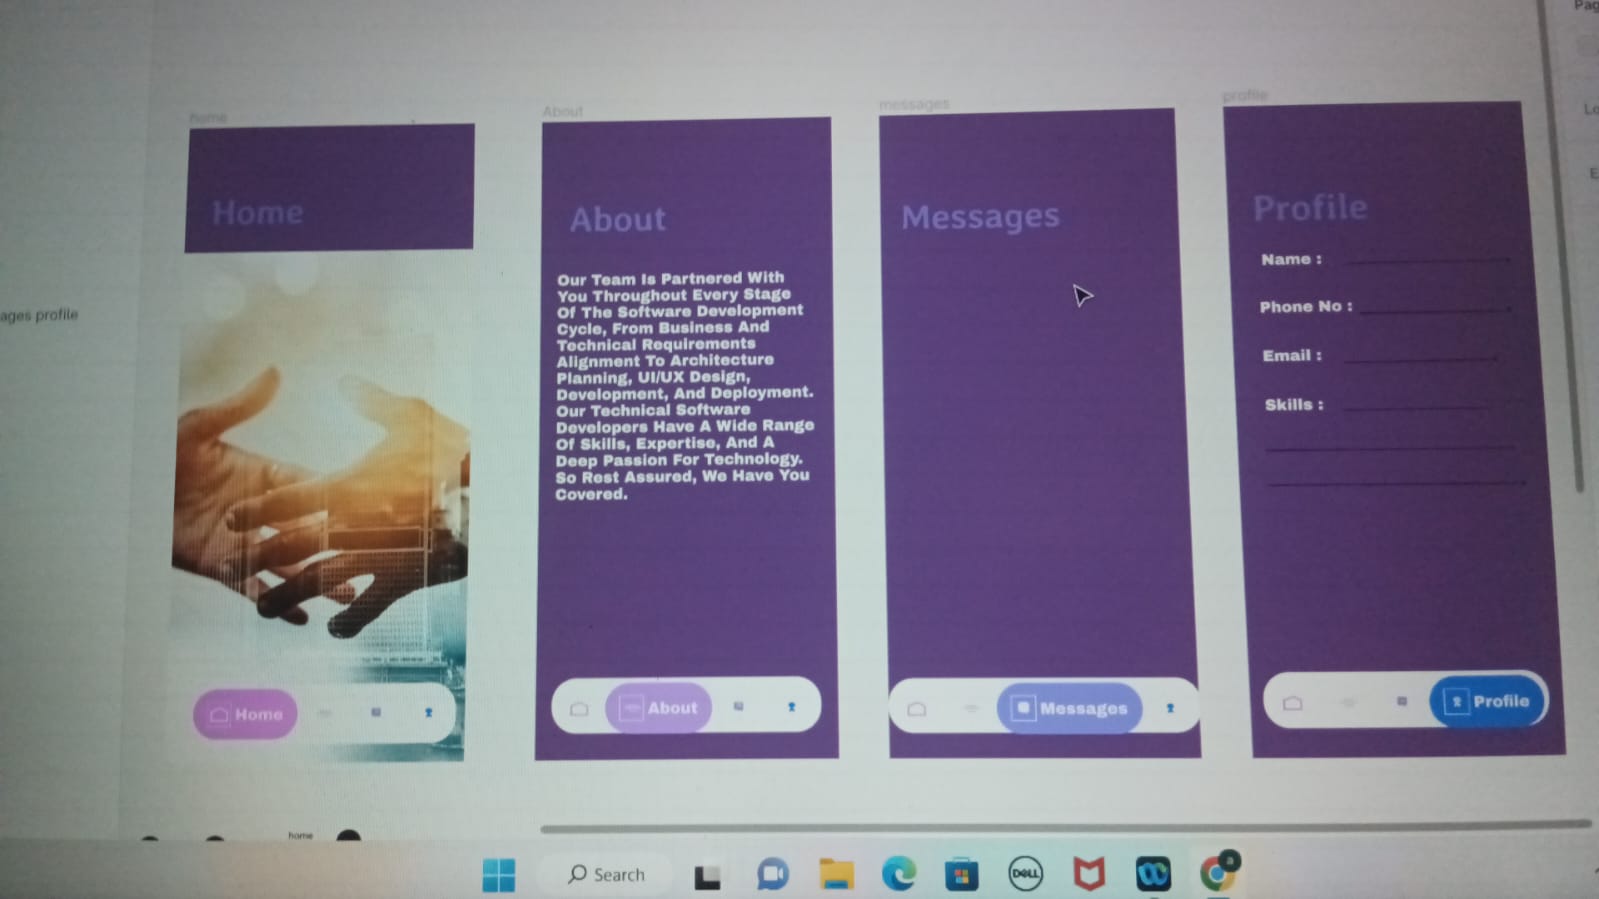 Pag
home
About
messages
profile
Lo
E
Home
About
Messages
Profile
Our Team Is Partnered With
You Throughout Every Stage
Of The Software Development
Cycle, From Business And
Technical Requirements
Alignment To Architecture
Planning, UI/UX Design,
Development, And Deployment.
Our Technical Software
Developers Have A Wide Range
Of Skills, Expertise, And A
Deep Passion For Technology.
So Rest Assured, We Have You
Covered.
Name :
Phone No :
Email :
Skills :
ages profile
Home
About
Messages
Profile
home
Search
DELL